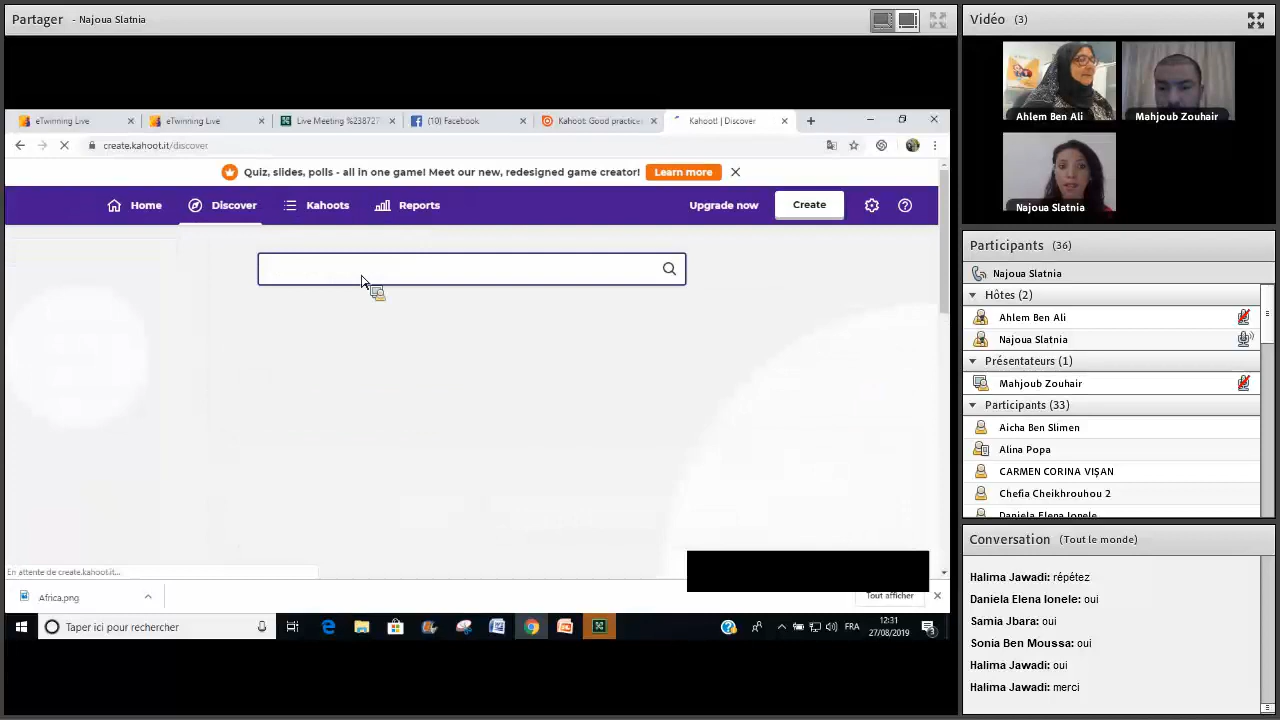 Partager - Najoua Slatnia
eTwinning Live
eTwinning Live
Live Meeting %238727
(10) Facebook
Kahoot: Good practice
Kahoot! | Discover
create.kahoot.it/discover
Quiz, slides, polls - all in one game! Meet our new, redesigned game creator!
Learn more
Home
Discover
Kahoots
Reports
Upgrade now
Create
En attente de create.kahoot.it...
Africa.png
Tout afficher
Taper ici pour rechercher
FRA
12:31
27/08/2019
3
Vidéo (3)
Ahlem Ben Ali
Mahjoub Zouhair
Najoua Slatnia
Participants (36)
Najoua Slatnia
Hôtes (2)
Ahlem Ben Ali
Najoua Slatnia
Présentateurs (1)
Mahjoub Zouhair
Participants (33)
Aicha Ben Slimen
Alina Popa
CARMEN CORINA VIȘAN
Chefia Cheikhrouhou 2
Daniela Elena Ionele
Conversation (Tout le monde)
Halima Jawadi: répétez
Daniela Elena Ionele: oui
Samia Jbara: oui
Sonia Ben Moussa: oui
Halima Jawadi: oui
Halima Jawadi: merci